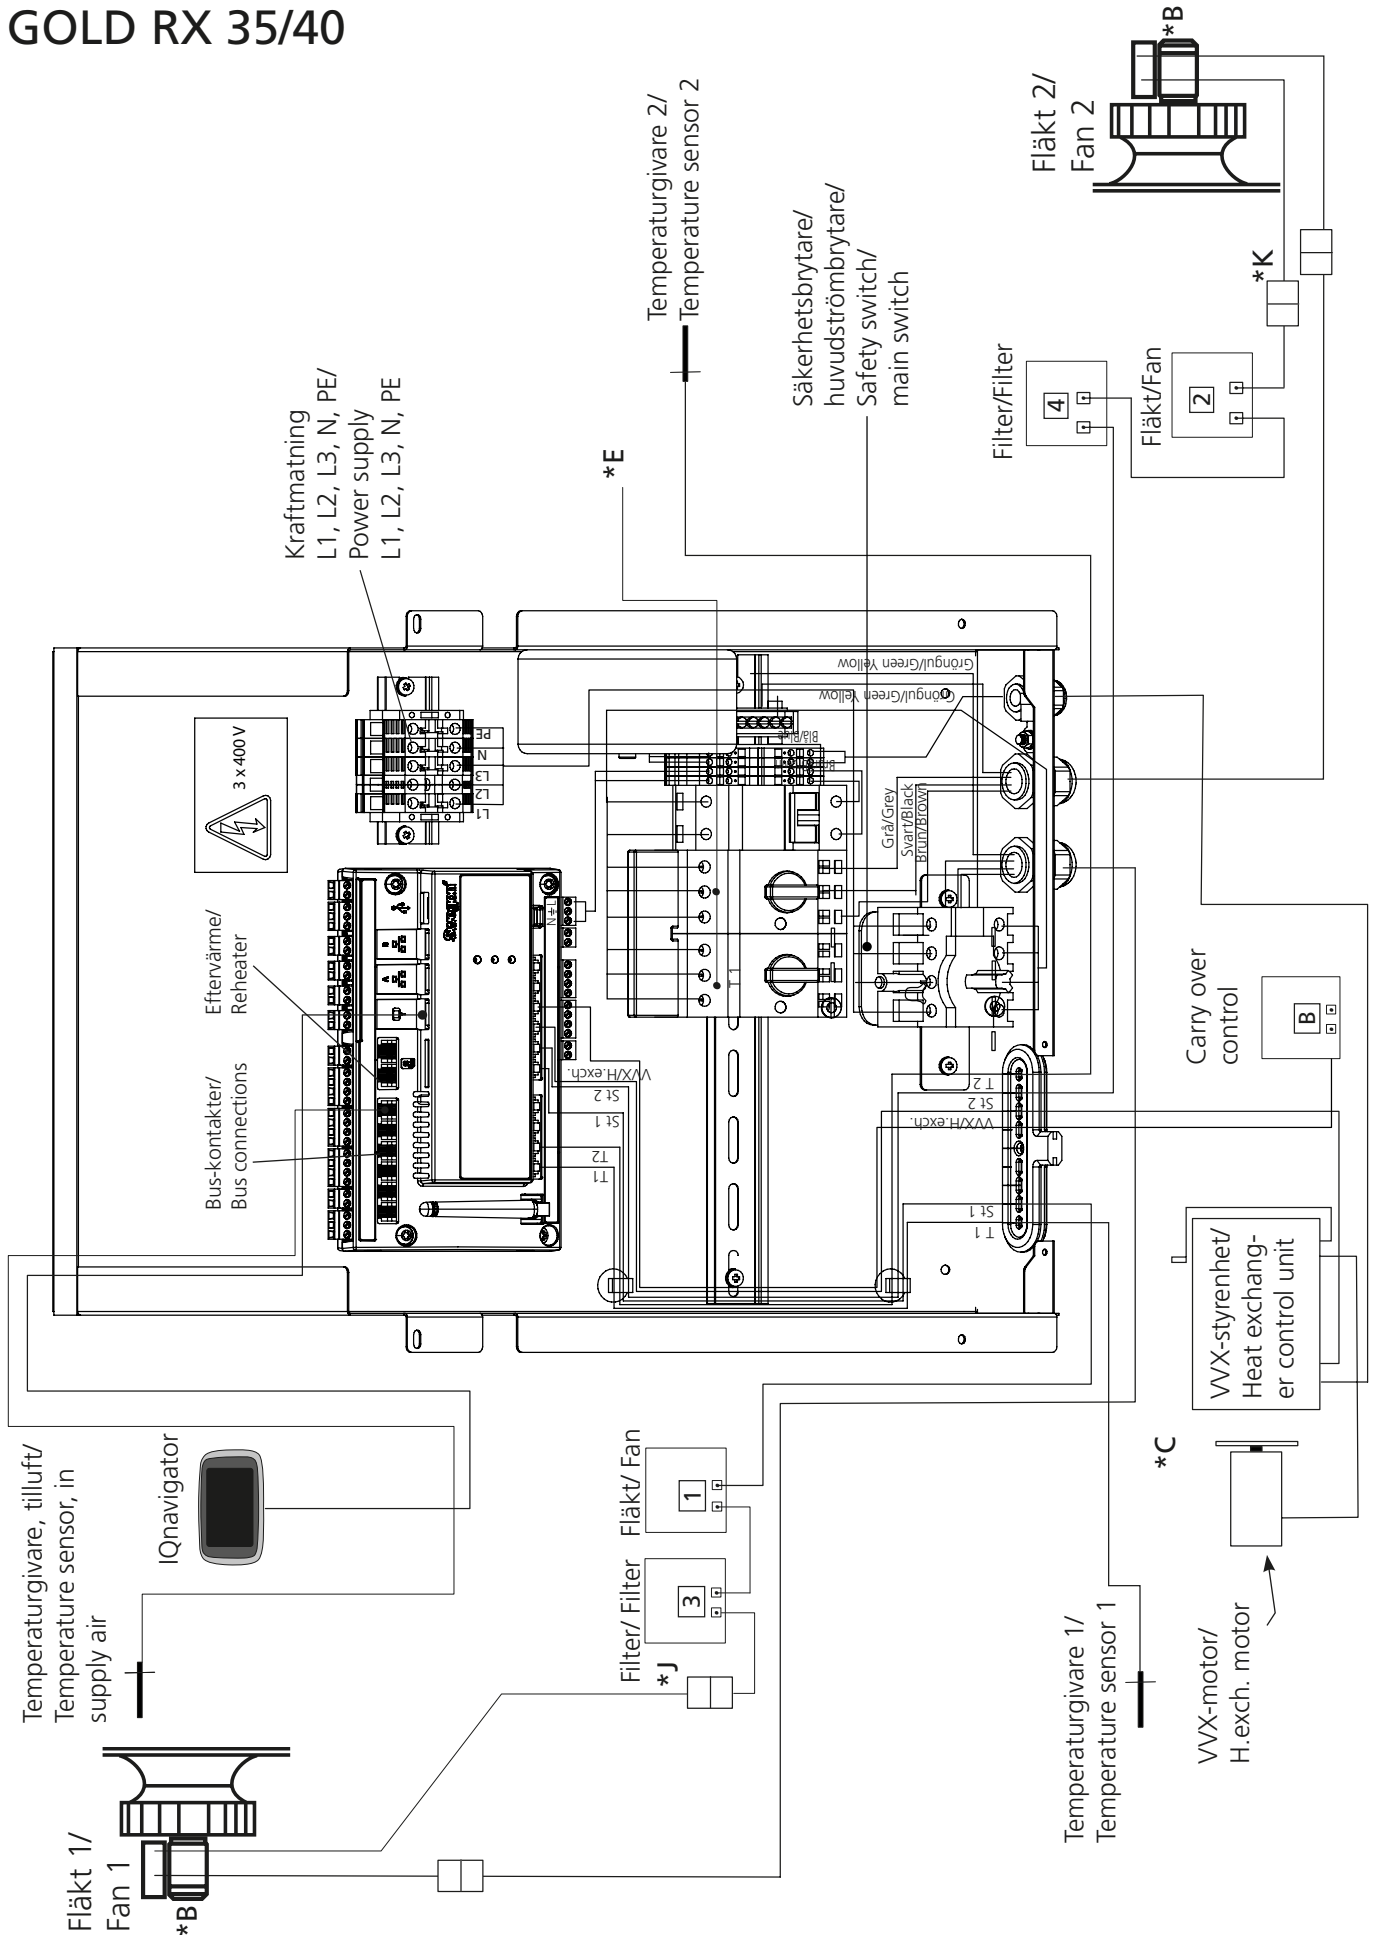 GOLD RX 35/40
Fläkt 2/
Fan 2
*B
*K
Temperaturgivare 2/
Temperature sensor 2
Säkerhetsbrytare/
huvudströmbrytare/
Safety switch/
main switch
Filter/Filter
4
Fläkt/Fan
2
Kraftmatning
L1, L2, L3, N, PE/
Power supply
L1, L2, L3, N, PE
*E
3 x 400 V
PE
N
L3
L2
L1
Gröngul/Green Yellow
Gröngul/Green Yellow
Blå/Blue
Grå/Grey
Svart/Black
Brun/Brown
Eftervärme/
Reheater
Bus-kontakter/
Bus connections
Swegon
L
N
T1
VVX/H.exch.
St 2
St 1
T2
T1
T 2
St 2
VVX/H.exch.
St 1
T 1
Carry over
control
B
VVX-styrenhet/
Heat exchang-
er control unit
*C
VVX-motor/
H.exch. motor
Temperaturgivare, tilluft/
Temperature sensor, in
supply air
IQnavigator
Fläkt/ Fan
1
Filter/ Filter
3
*J
Temperaturgivare 1/
Temperature sensor 1
Fläkt 1/
Fan 1
*B